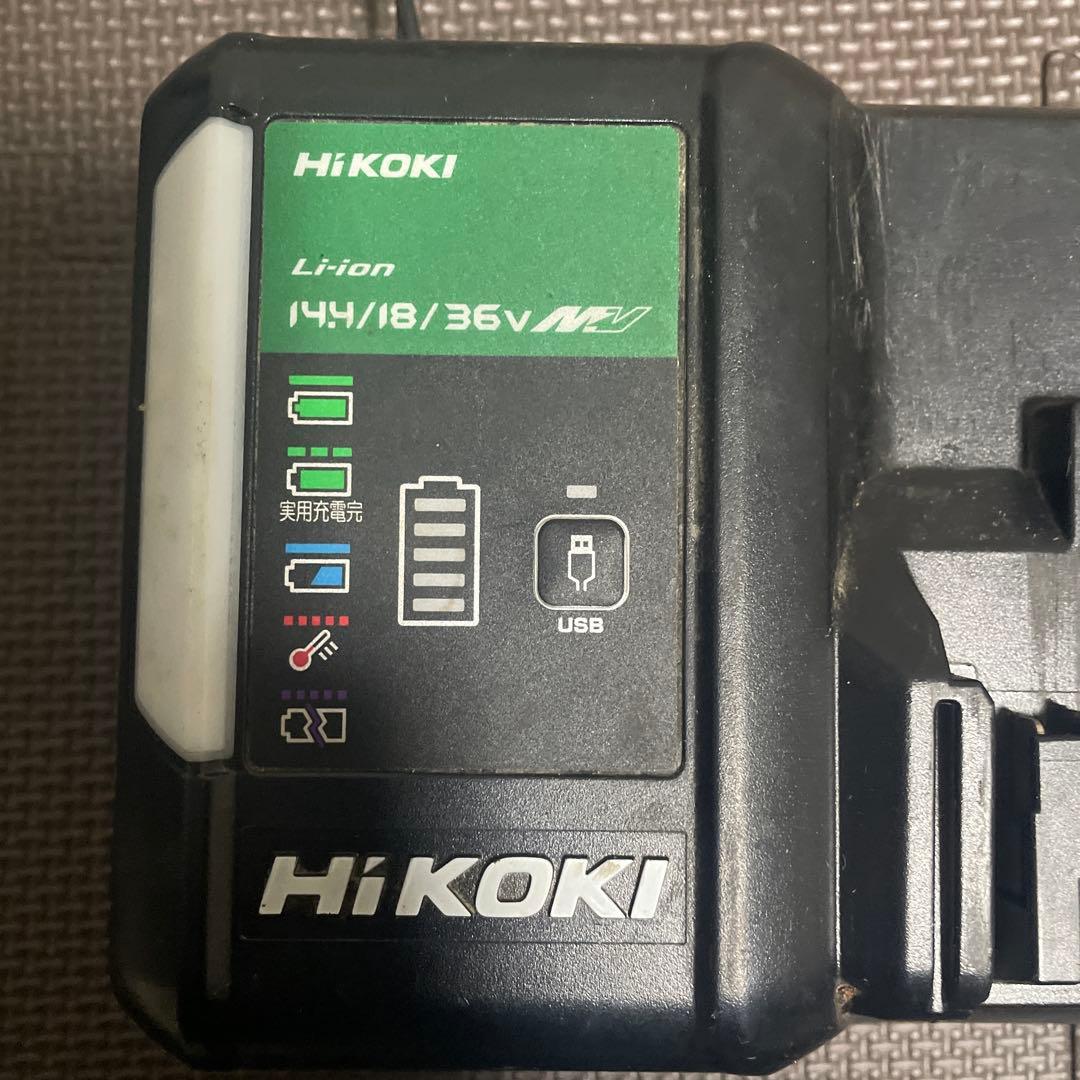 HiKOKI
Li-ion
14.4/18/36V MV
実用充電完
USB
HiKOKI